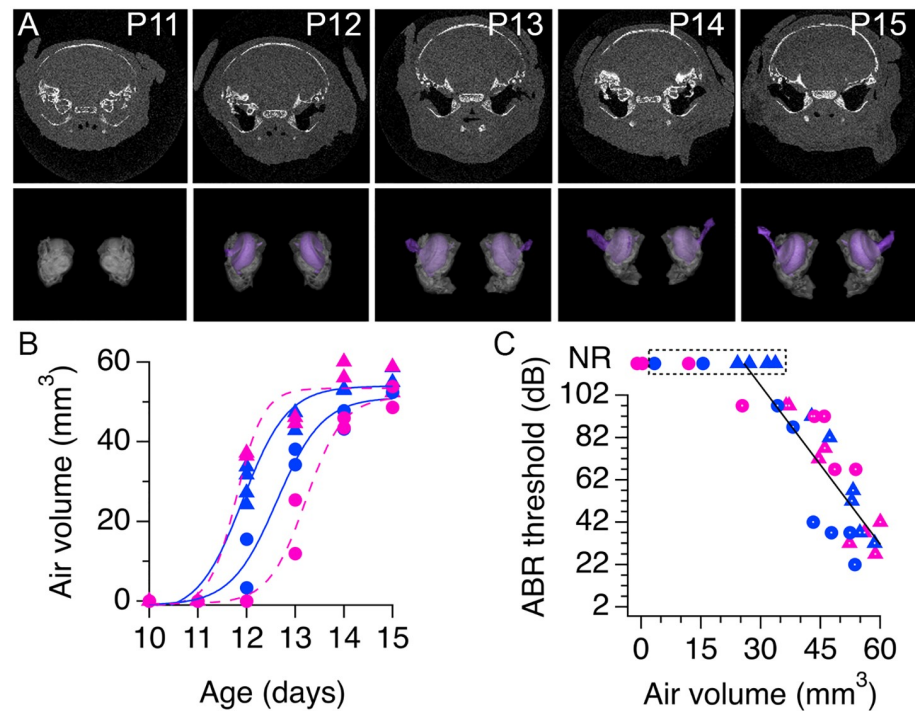 A P11 P12 P13 P14 P15
B
60
40
20
0
10 11 12 13 14 15
Air volume (mm3)
Age (days)
C
NR
102
82
62
42
22
2
0 15 30 45 60
ABR threshold (dB)
Air volume (mm3)